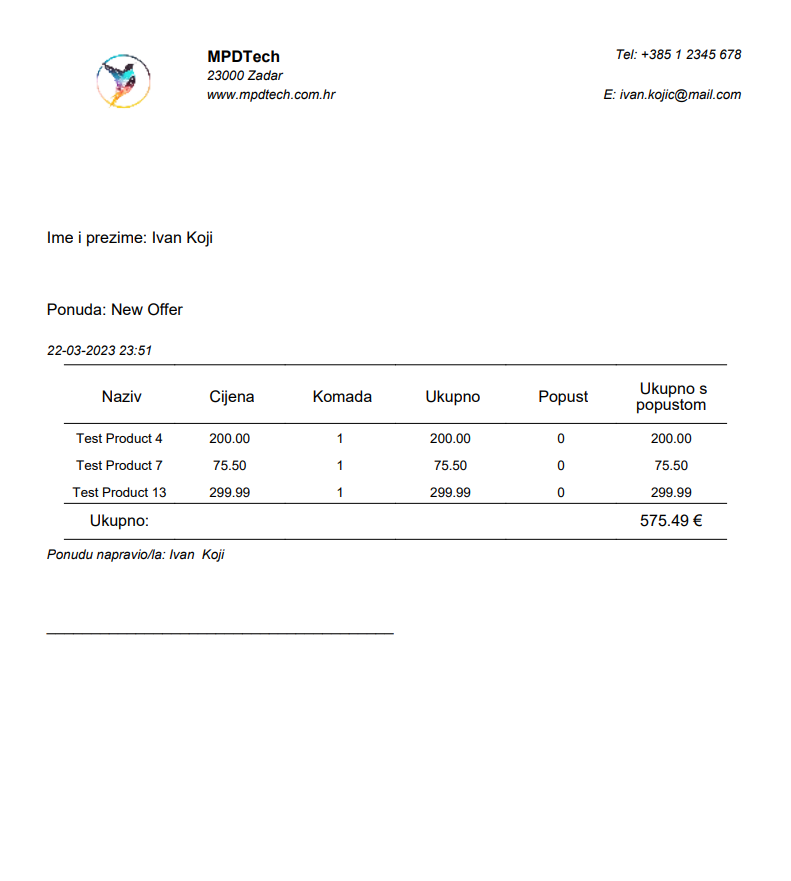 MPDTech
23000 Zadar
www.mpdtech.com.hr
Tel: +385 1 2345 678
E: ivan.kojic@mail.com
Ime i prezime: Ivan Koji
Ponuda: New Offer
22-03-2023 23:51
Naziv Cijena Komada Ukupno Popust Ukupno s popustom
Test Product 4 200.00 1 200.00 0 200.00
Test Product 7 75.50 1 75.50 0 75.50
Test Product 13 299.99 1 299.99 0 299.99
Ukupno: 575.49 €
Ponudu napravio/la: Ivan  Koji